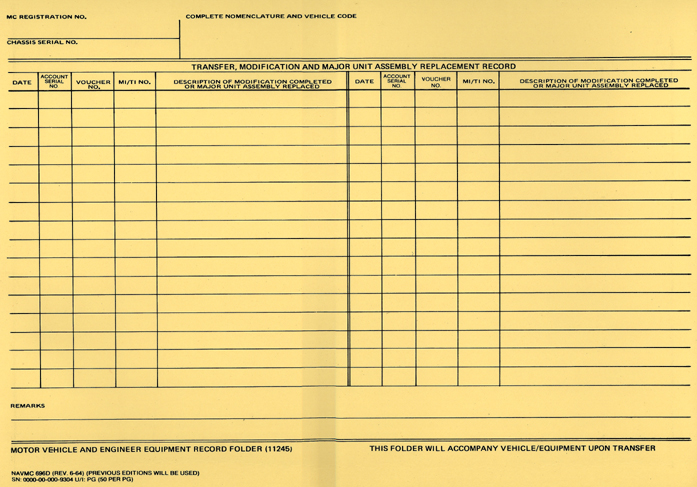 MC REGISTRATION NO.
COMPLETE NOMENCLATURE AND VEHICLE CODE
CHASSIS SERIAL NO.
TRANSFER, MODIFICATION AND MAJOR UNIT ASSEMBLY REPLACEMENT RECORD
DATE
ACCOUNT
SERIAL
NO
VOUCHER
NO.
MI/TI NO.
DESCRIPTION OF MODIFICATION COMPLETED
OR MAJOR UNIT ASSEMBLY REPLACED
DATE
ACCOUNT
SERIAL
NO.
VOUCHER
NO.
MI/TI NO.
DESCRIPTION OF MODIFICATION COMPLETED
OR MAJOR UNIT ASSEMBLY REPLACED
REMARKS
MOTOR VEHICLE AND ENGINEER EQUIPMENT RECORD FOLDER (11245)
THIS FOLDER WILL ACCOMPANY VEHICLE/EQUIPMENT UPON TRANSFER
NAVMC 696D (REV. 6-64) (PREVIOUS EDITIONS WILL BE USED)
SN: 0000-00-000-9304 U/I: PG (50 PER PG)